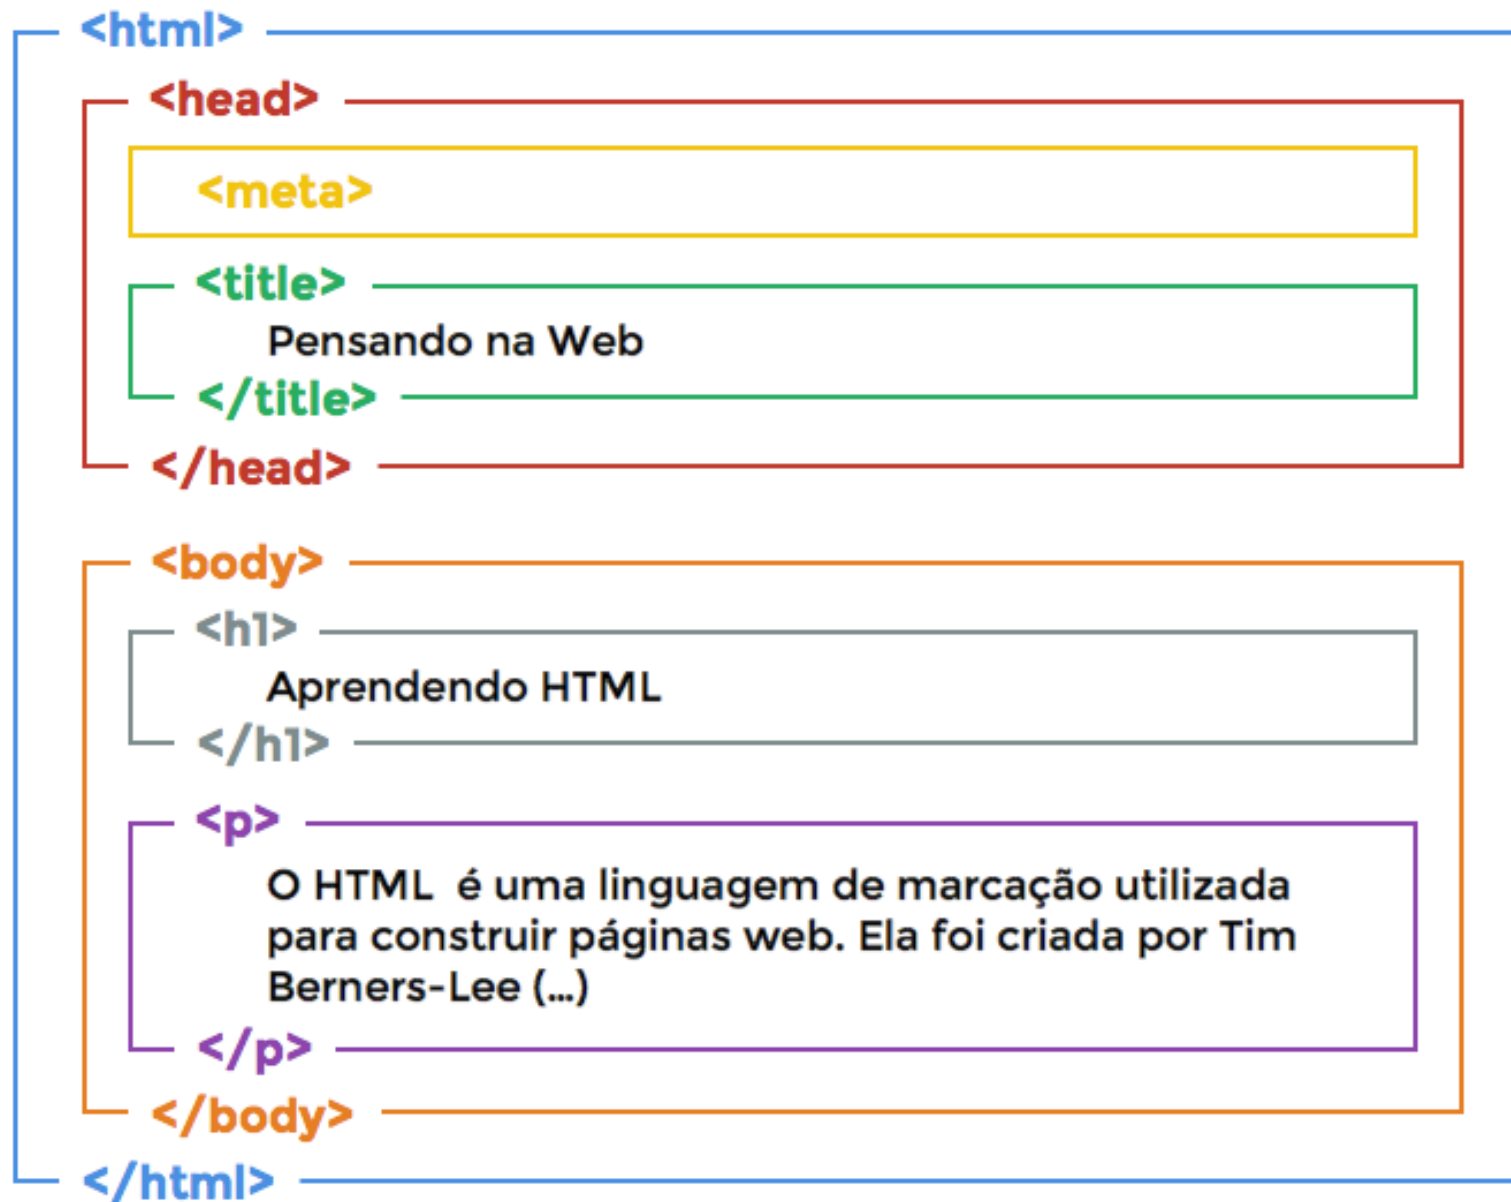 <html>
<head>
<meta>
<title>
Pensando na Web
</title>
</head>
<body>
<h1>
Aprendendo HTML
</h1>
<p>
O HTML  é uma linguagem de marcação utilizada
para construir páginas web. Ela foi criada por Tim
Berners-Lee (...)
</p>
</body>
</html>